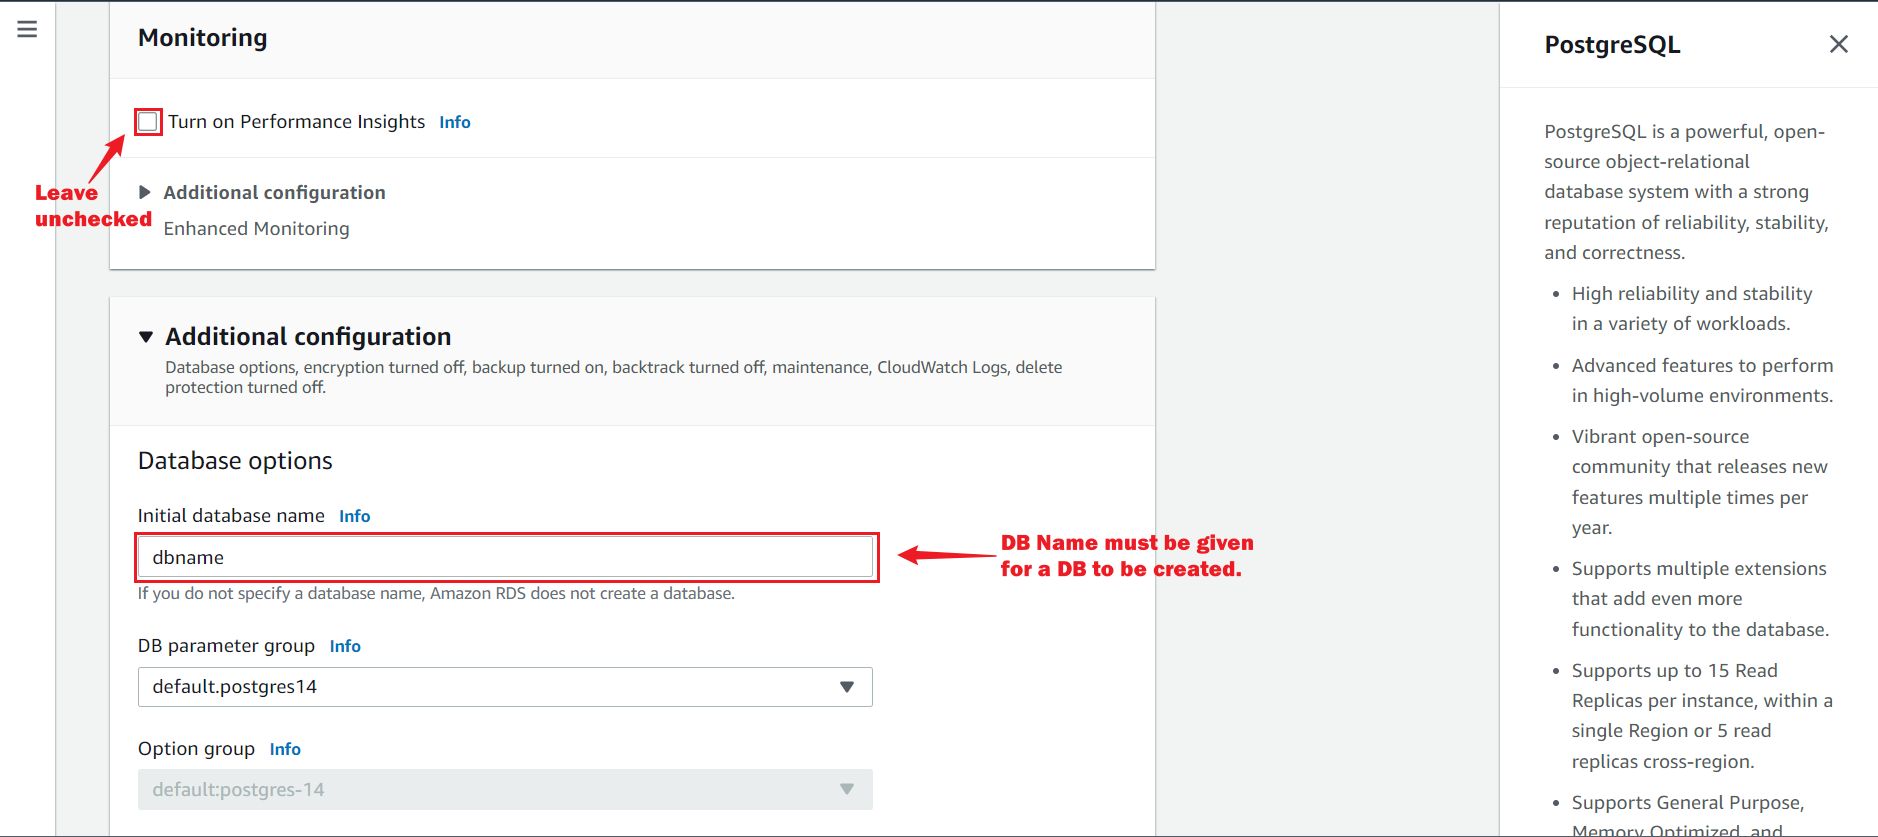 Monitoring
Turn on Performance Insights Info
Leave
unchecked
Additional configuration
Enhanced Monitoring
Additional configuration
Database options, encryption turned off, backup turned on, backtrack turned off, maintenance, CloudWatch Logs, delete
protection turned off.
Database options
Initial database name Info
dbname
DB Name must be given
for a DB to be created.
If you do not specify a database name, Amazon RDS does not create a database.
DB parameter group Info
default.postgres14
Option group Info
default:postgres-14
PostgreSQL
PostgreSQL is a powerful, open-
source object-relational
database system with a strong
reputation of reliability, stability,
and correctness.
• High reliability and stability
in a variety of workloads.
• Advanced features to perform
in high-volume environments.
• Vibrant open-source
community that releases new
features multiple times per
year.
• Supports multiple extensions
that add even more
functionality to the database.
• Supports up to 15 Read
Replicas per instance, within a
single Region or 5 read
replicas cross-region.
• Supports General Purpose,
Memory Optimized, and